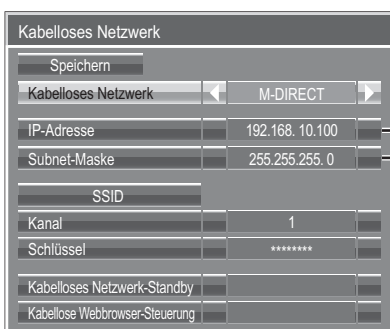 Kabelloses Netzwerk
Speichern
Kabelloses Netzwerk M-DIRECT
IP-Adresse 192.168. 10.100
Subnet-Maske 255.255.255. 0
SSID
Kanal 1
Schlüssel ********
Kabelloses Netzwerk-Standby
Kabellose Webbrowser-Steuerung